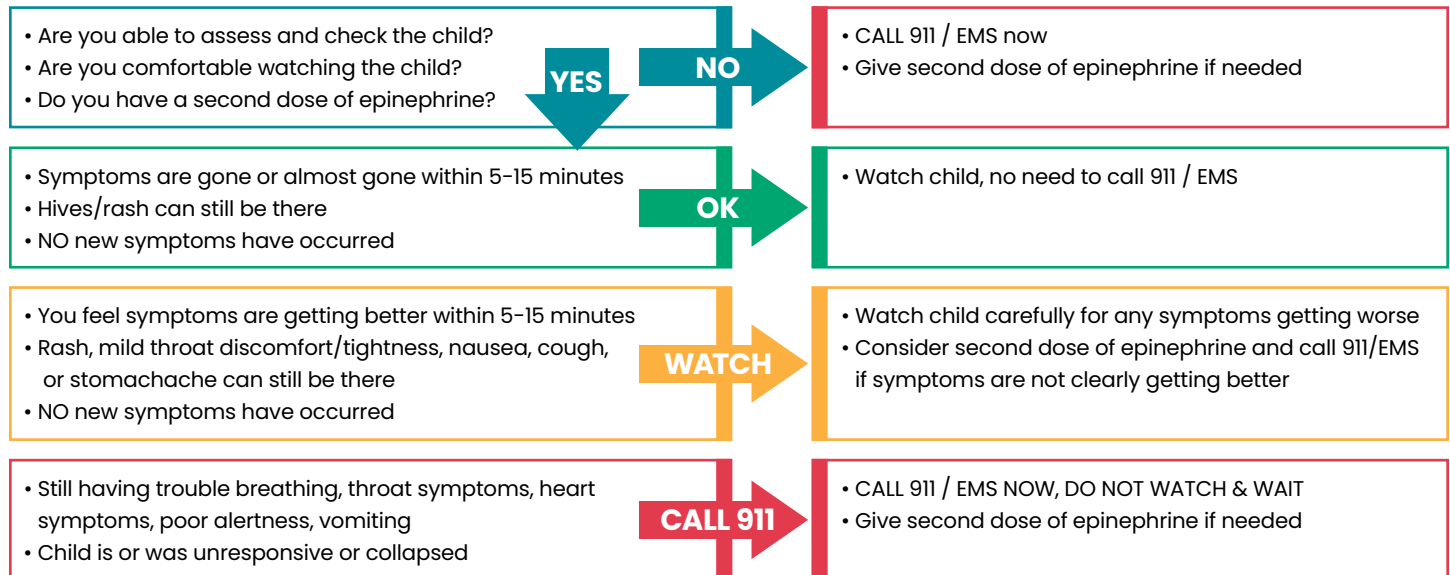 • Are you able to assess and check the child?
• Are you comfortable watching the child?
• Do you have a second dose of epinephrine?
YES
NO
• CALL 911 / EMS now
• Give second dose of epinephrine if needed
• Symptoms are gone or almost gone within 5-15 minutes
• Hives/rash can still be there
• NO new symptoms have occurred
OK
• Watch child, no need to call 911 / EMS
• You feel symptoms are getting better within 5-15 minutes
• Rash, mild throat discomfort/tightness, nausea, cough,
or stomachache can still be there
• NO new symptoms have occurred
WATCH
• Watch child carefully for any symptoms getting worse
• Consider second dose of epinephrine and call 911/EMS
if symptoms are not clearly getting better
• Still having trouble breathing, throat symptoms, heart
symptoms, poor alertness, vomiting
• Child is or was unresponsive or collapsed
CALL 911
• CALL 911 / EMS NOW, DO NOT WATCH & WAIT
• Give second dose of epinephrine if needed